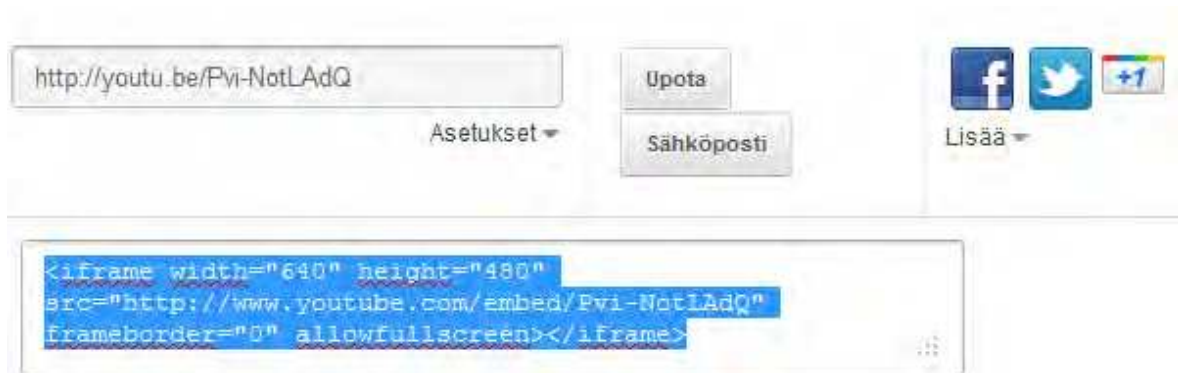 http://youtu.be/Pvi-NotLAdQ
Asetukset
Upota
Sähköposti
f
+1
Lisää
<iframe width="640" height="480"
src="http://www.youtube.com/embed/Pvi-NotLAdQ"
frameborder="0" allowfullscreen></iframe>